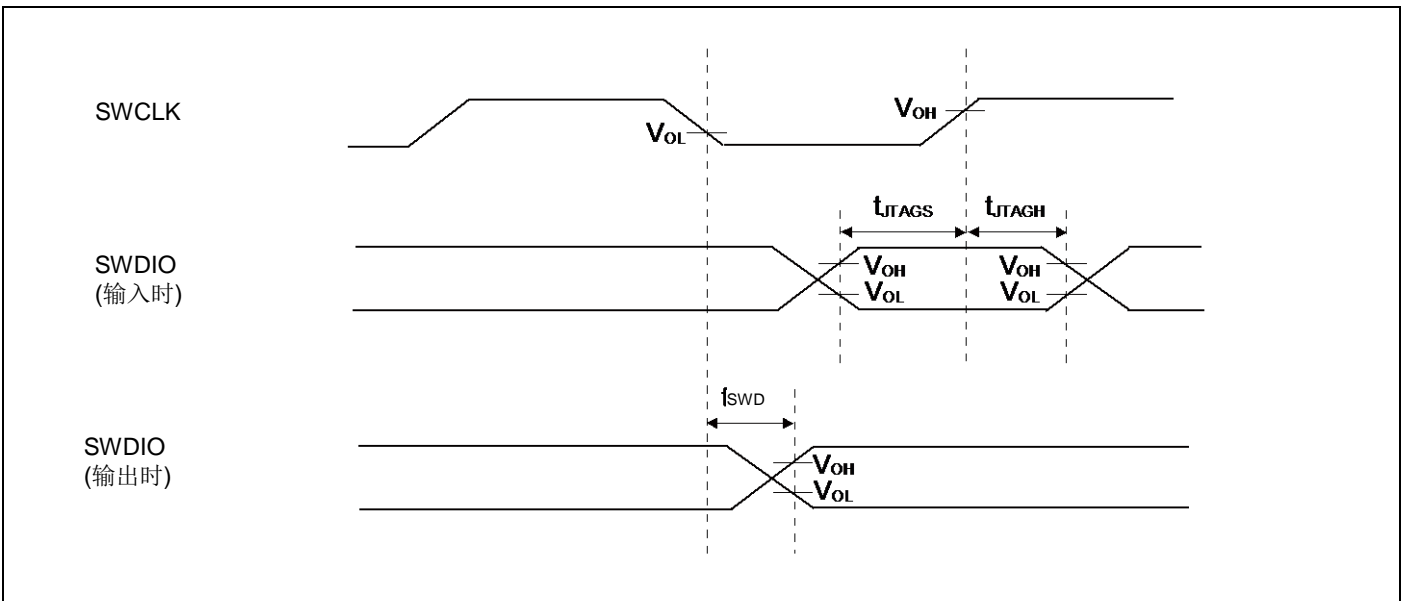 SWCLK
VOL
VOH
tJTAGS
tJTAGH
SWDIO
(输入时)
VOH
VOL
VOH
VOL
tSWD
SWDIO
(输出时)
VOH
VOL